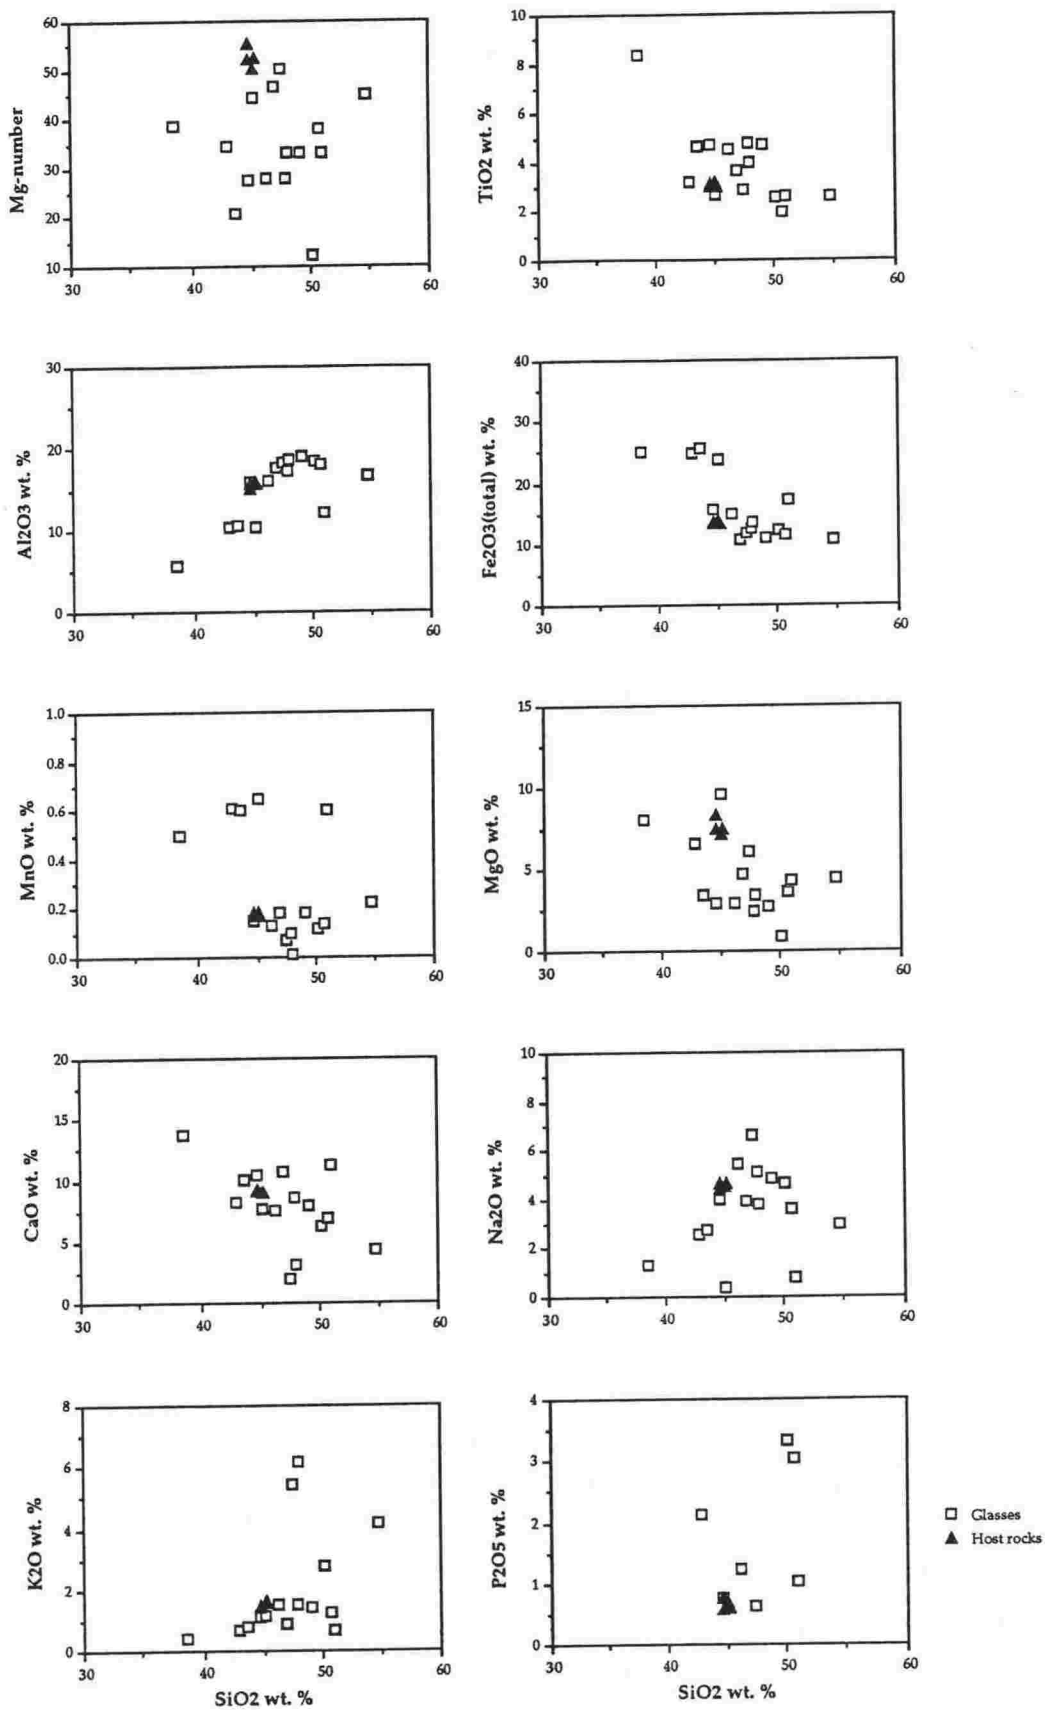 60
50
40
30
20
10
Mg-number
30 40 50 60
10
8
6
4
2
0
TiO2 wt. %
30 40 50 60
30
20
10
0
Al2O3 wt. %
30 40 50 60
40
30
20
10
0
Fe2O3(total) wt. %
30 40 50 60
1.0
0.8
0.6
0.4
0.2
0.0
MnO wt. %
30 40 50 60
15
10
5
0
MgO wt. %
30 40 50 60
20
15
10
5
0
CaO wt. %
30 40 50 60
10
8
6
4
2
0
Na2O wt. %
30 40 50 60
8
6
4
2
0
K2O wt. %
30 40 50 60
SiO2 wt. %
4
3
2
1
0
P2O5 wt. %
30 40 50 60
SiO2 wt. %
Glasses
Host rocks